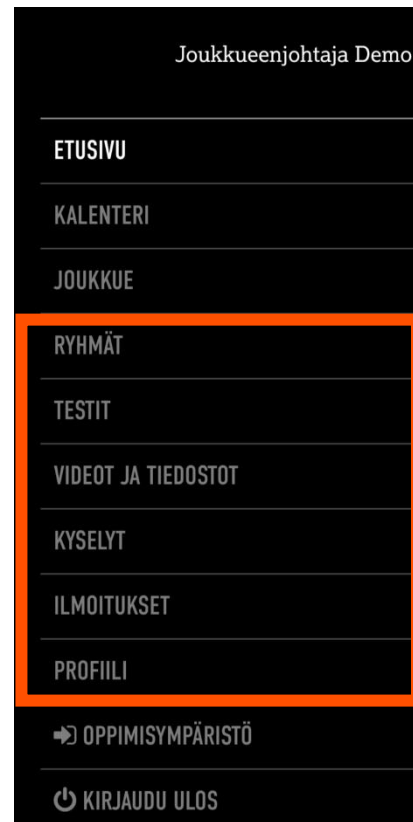 Joukkueenjohtaja Demo
ETUSIVU
KALENTERI
JOUKKUE
RYHMÄT
TESTIT
VIDEOT JA TIEDOSTOT
KYSELYT
ILMOITUKSET
PROFIILI
OPPIMISYMPÄRISTÖ
KIRJAUDU ULOS